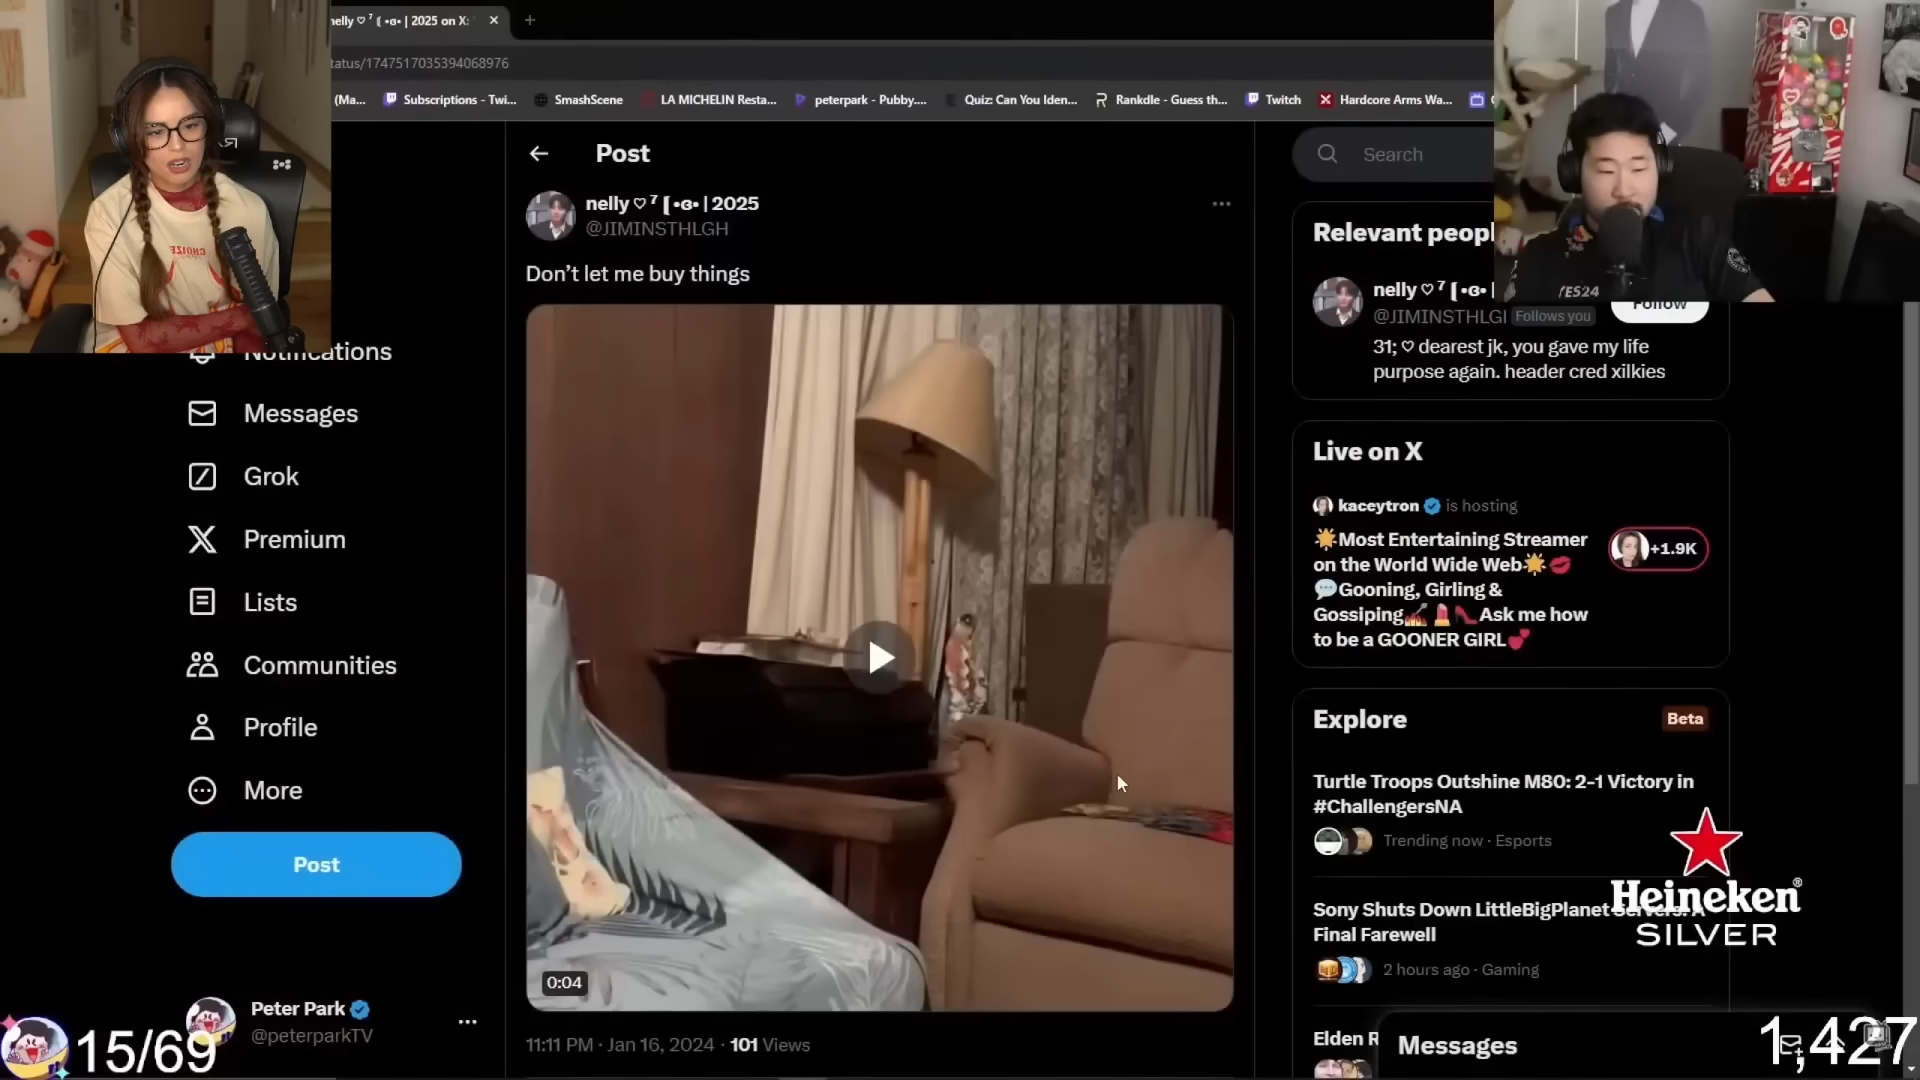 nelly ♡ ⁷ [ •ɞ• | 2025 on X:
tatus/1747517035394068976
(Ma...
Subscriptions - Twi...
SmashScene
LA MICHELIN Resta...
peterpark - Pubby....
Quiz: Can You Iden...
Rankdle - Guess th...
Twitch
Hardcore Arms Wa...
Notifications
Messages
Grok
Premium
Lists
Communities
Profile
More
Post
Peter Park
@peterparkTV
15/69
Post
nelly ♡ ⁷ [ •ɞ• | 2025
@JIMINSTHLGH
Don’t let me buy things
0:04
11:11 PM · Jan 16, 2024 · 101 Views
Search
YES24
Relevant peopl
nelly ♡ ⁷ [ •ɞ• |
@JIMINSTHLGI Follows you
Follow
31; ♡ dearest jk, you gave my life
purpose again. header cred xilkies
Live on X
kaceytron is hosting
🌟Most Entertaining Streamer
on the World Wide Web🌟💋
💬Gooning, Girling &
Gossiping💅💄👠Ask me how
to be a GOONER GIRL💕
+1.9K
Explore
Beta
Turtle Troops Outshine M80: 2-1 Victory in
#ChallengersNA
Trending now · Esports
Heineken®
SILVER
Sony Shuts Down LittleBigPlanet Servers: A
Final Farewell
2 hours ago · Gaming
Elden R
Messages
1,427